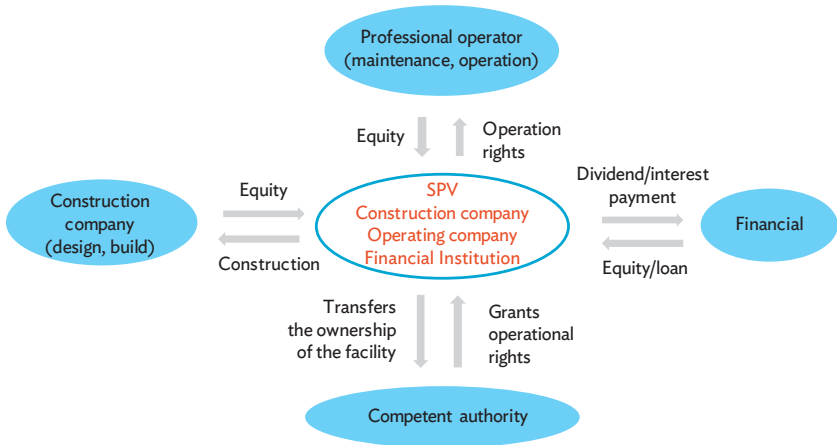 Professional operator
(maintenance, operation)
Equity
Operation
rights
Construction
company
(design, build)
Equity
Construction
SPV
Construction company
Operating company
Financial Institution
Dividend/interest
payment
Equity/loan
Financial
Transfers
the ownership
of the facility
Grants
operational
rights
Competent authority